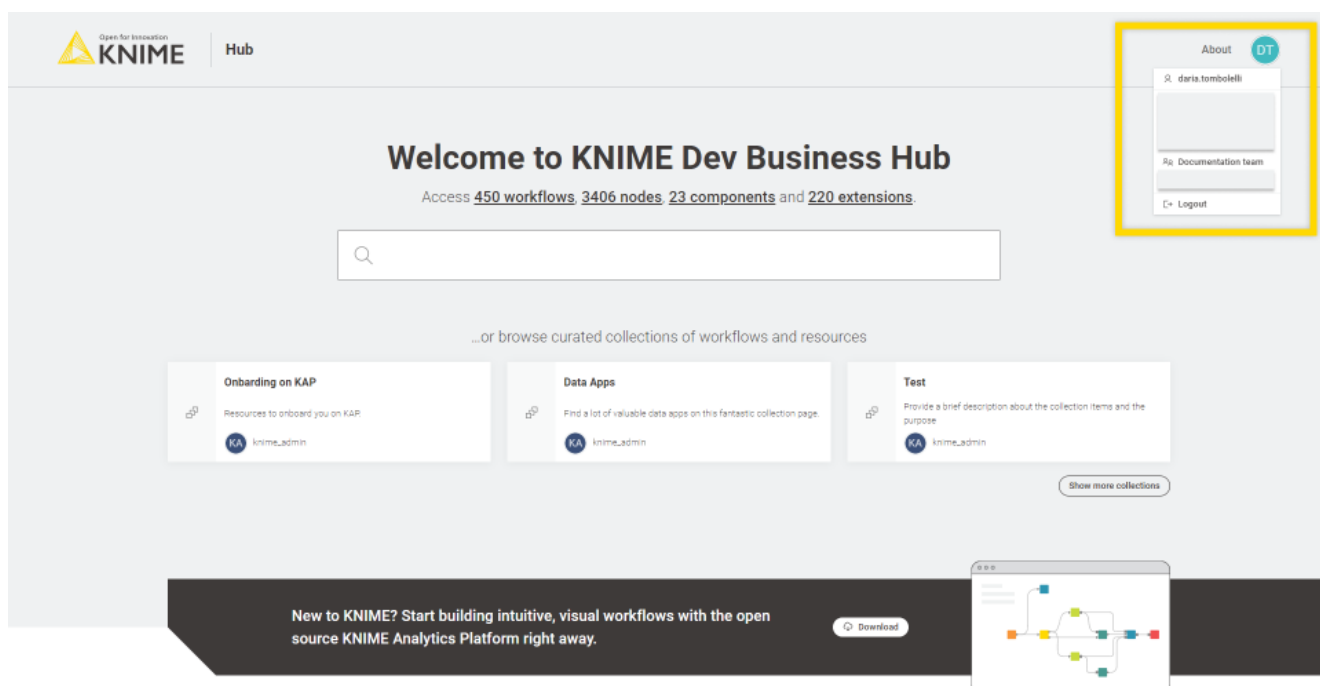 Open for Innovation
KNIME
Hub
About
DT
daria.tombolelli
Documentation team
Logout
Welcome to KNIME Dev Business Hub
Access 450 workflows, 3406 nodes, 23 components and 220 extensions.
...or browse curated collections of workflows and resources
Onbarding on KAP
Resources to onboard you on KAP.
KA knime_admin
Data Apps
Find a lot of valuable data apps on this fantastic collection page.
KA knime_admin
Test
Provide a brief description about the collection items and the
purpose
KA knime_admin
Show more collections
New to KNIME? Start building intuitive, visual workflows with the open
source KNIME Analytics Platform right away.
Download